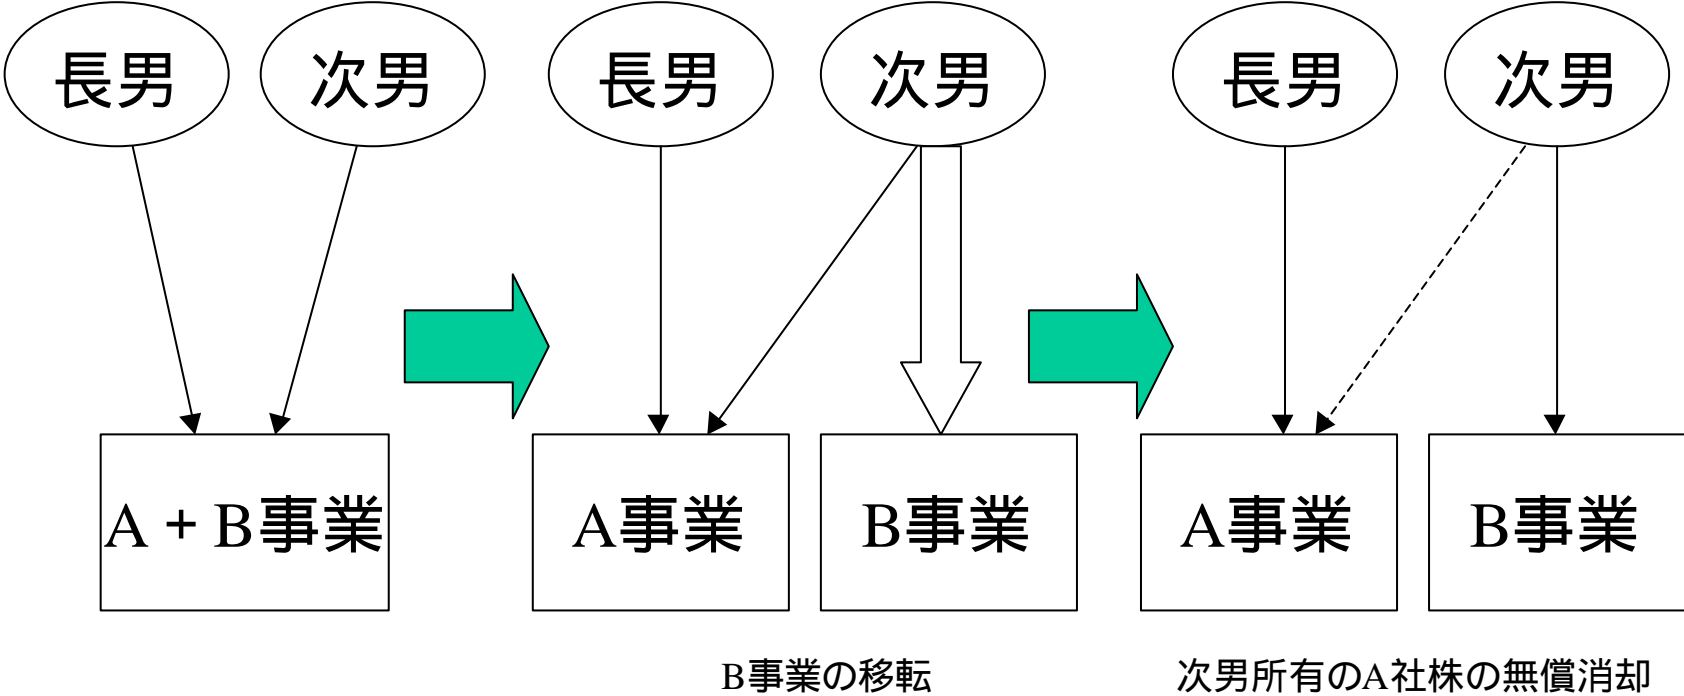 長男
次男
長男
次男
長男
次男
A + B事業
A事業
B事業
A事業
B事業
B事業の移転
次男所有のA社株の無償消却